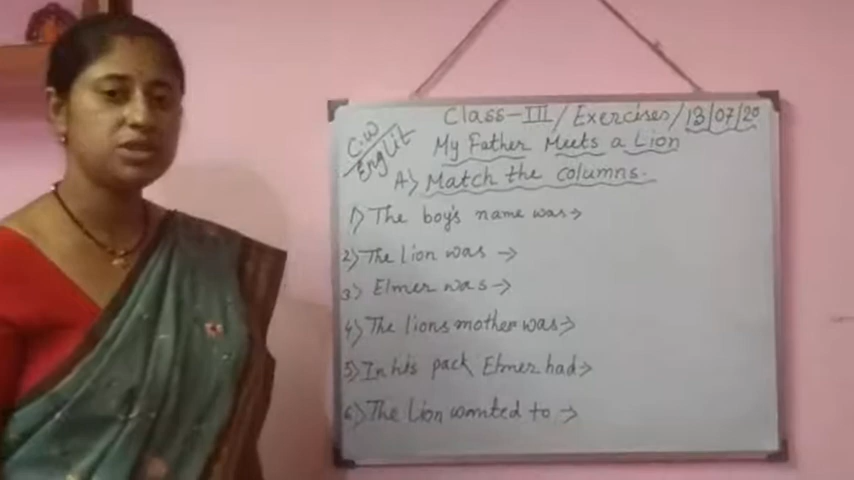 C.W
Eng Lit
Class-III/Exercises/13/07/20
My Father Meets a Lion
A) Match the columns.
1) The boy's name was→
2) The Lion was →
3) Elmer was→
4) The lions mother was→
5) In his pack Elmer had→
6) The Lion wanted to →